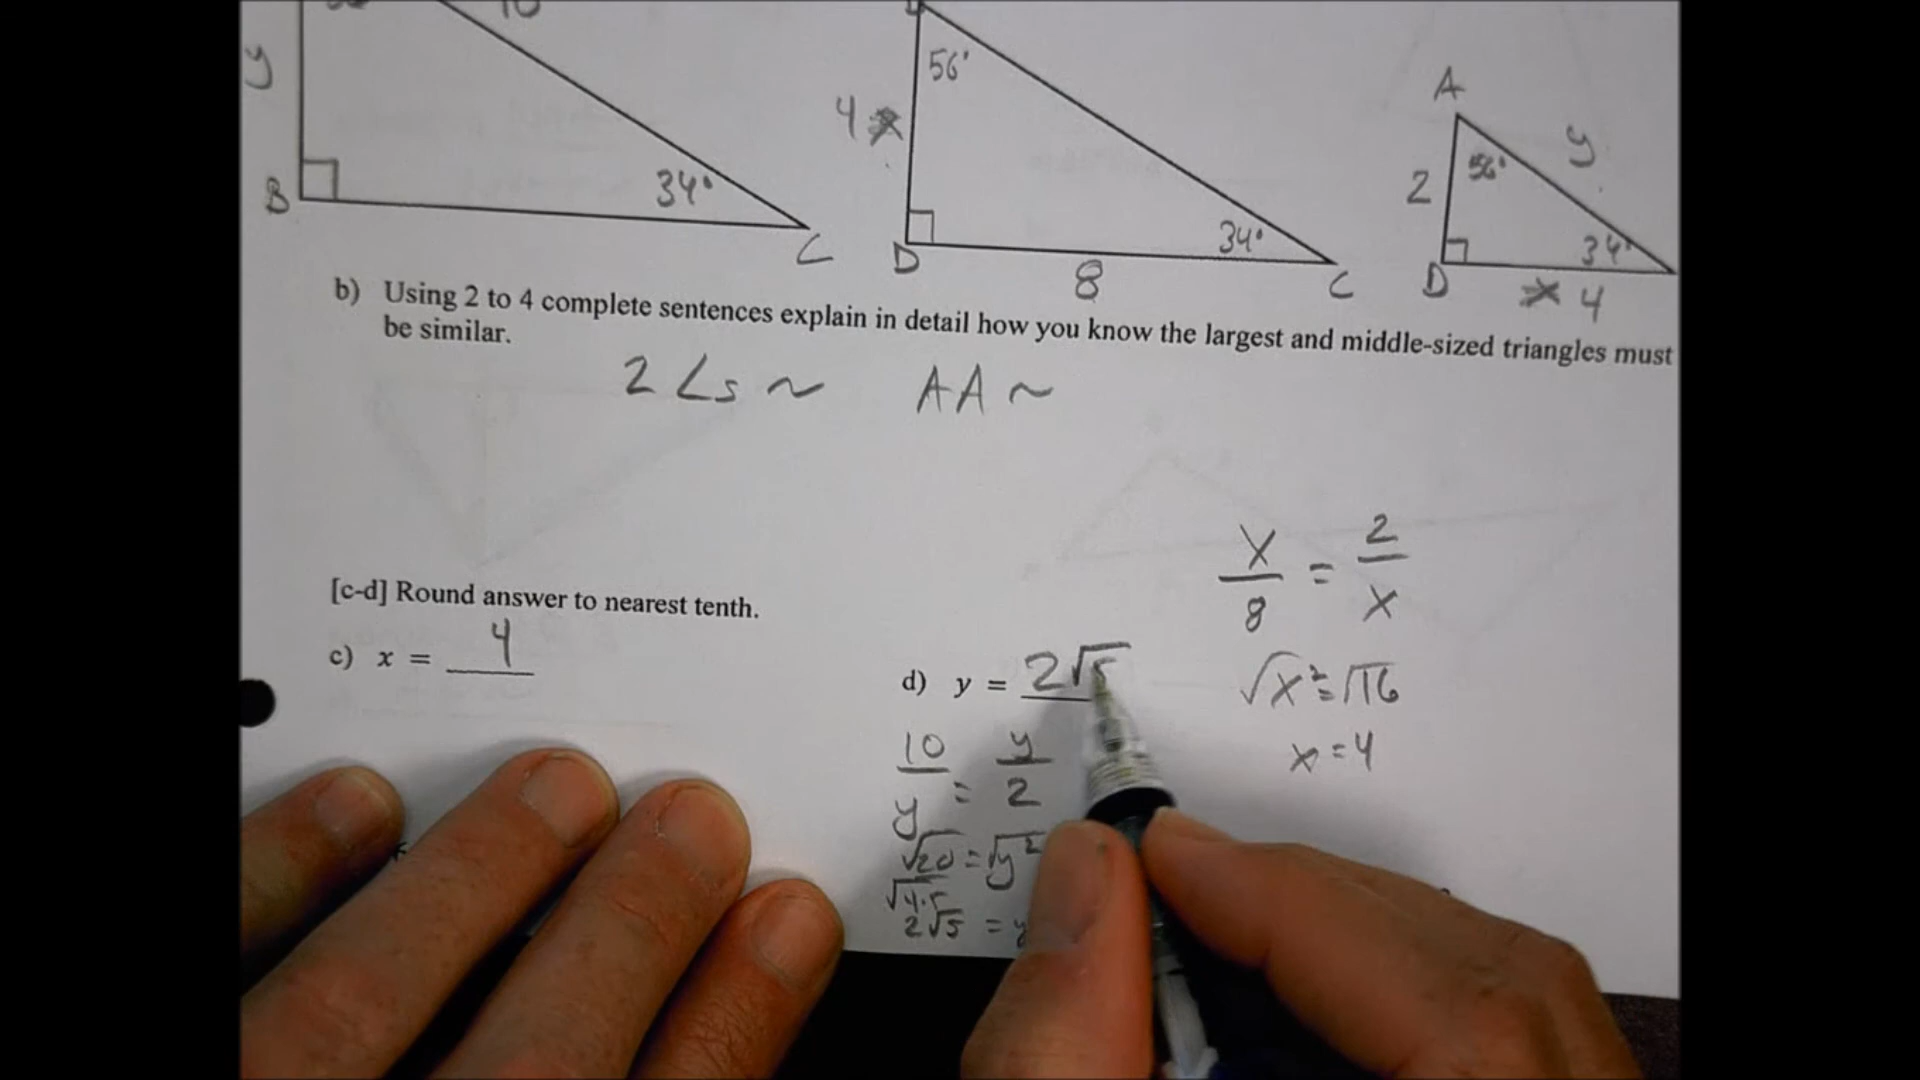 y
10
B
34°
C
56°
4 x
D
8
34°
C
A
2
56°
y
34°
D
x 4
b) Using 2 to 4 complete sentences explain in detail how you know the largest and middle-sized triangles must
be similar.
2 ∠s ~ AA ~
x/8 = 2/x
√x² = √16
x = 4
[c-d] Round answer to nearest tenth.
c) x = 4
d) y = 2√5
10/y = y/2
√20 = √y²
√4·5
2√5 = y